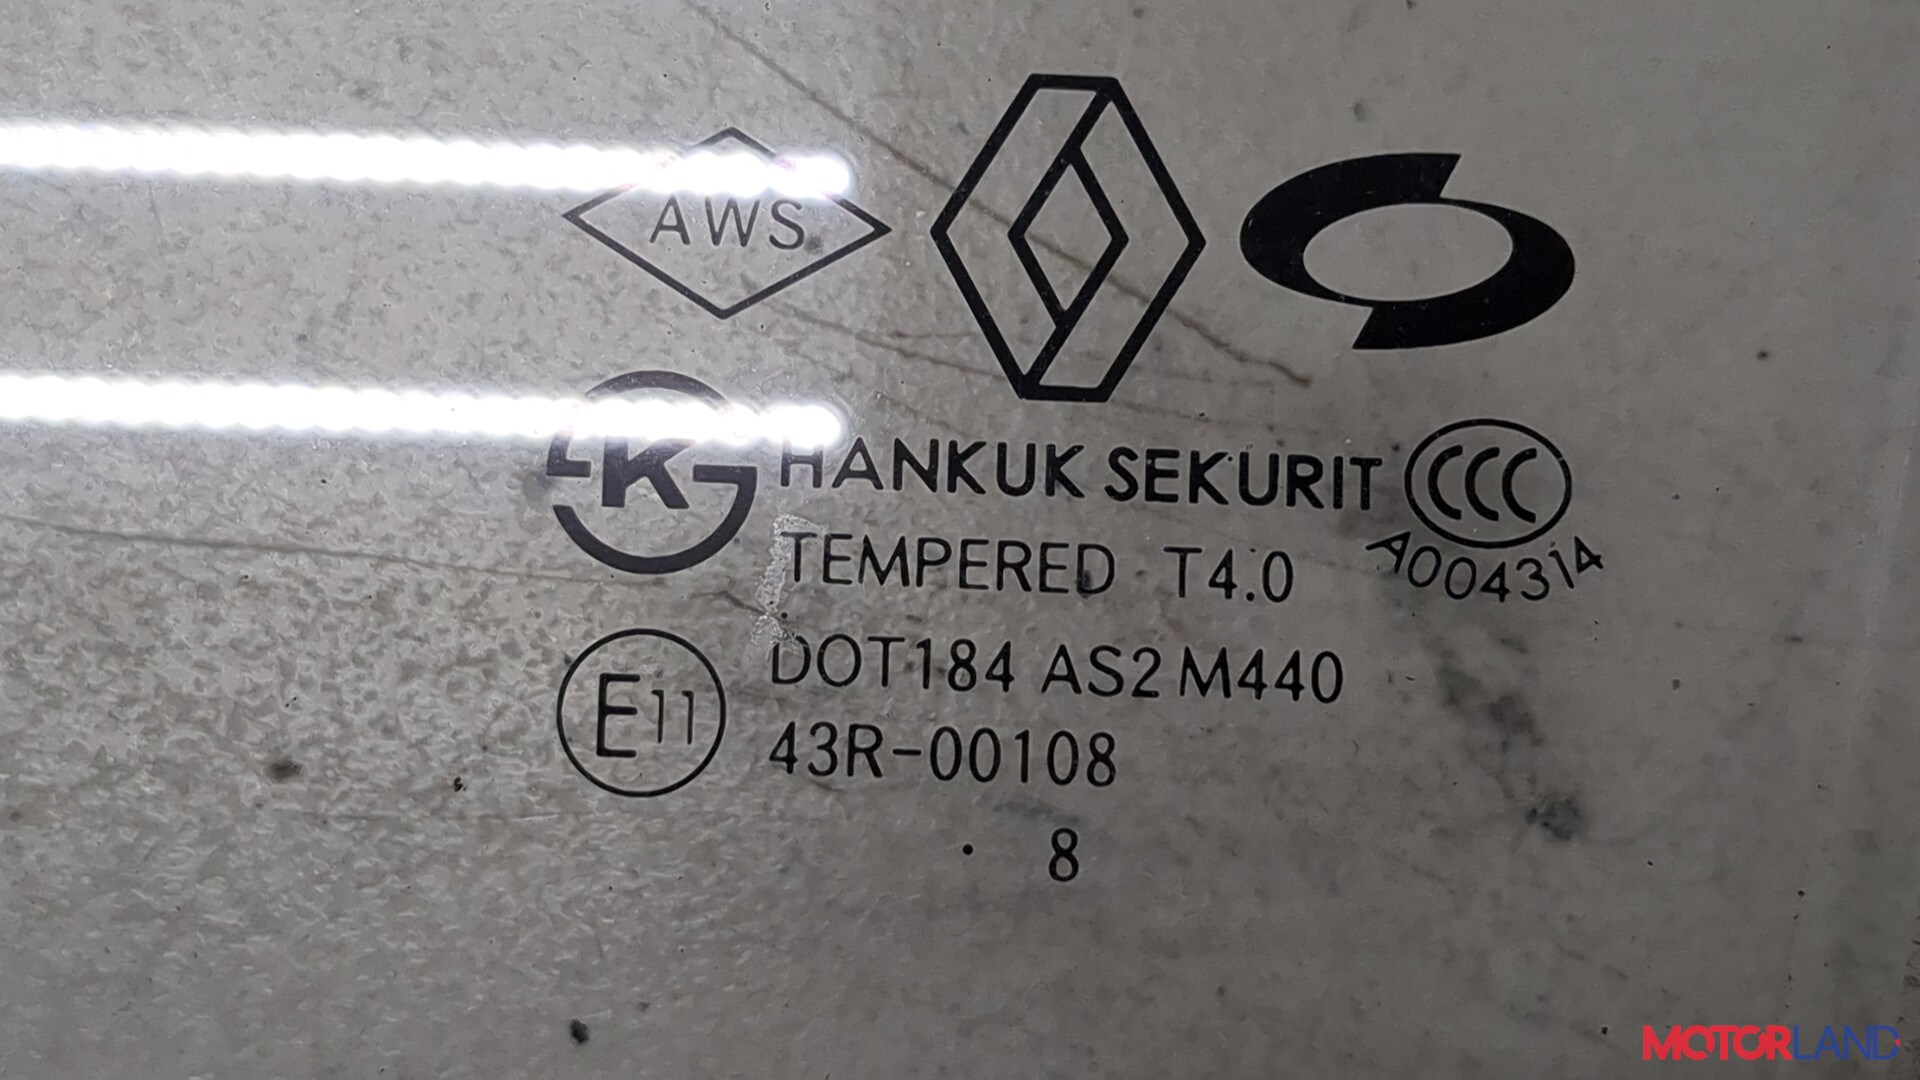 AWS
K
HANKUK SEKURIT CCC
TEMPERED T4.0 A004314
DOT184 AS2 M440
E11 43R-00108
. 8
MOTORLAND